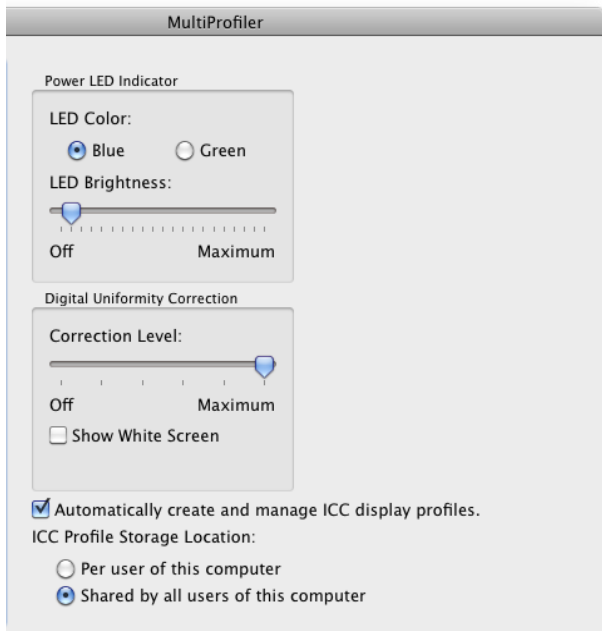 MultiProfiler
Power LED Indicator
LED Color:
Blue Green
LED Brightness:
Off Maximum
Digital Uniformity Correction
Correction Level:
Off Maximum
Show White Screen
Automatically create and manage ICC display profiles.
ICC Profile Storage Location:
Per user of this computer
Shared by all users of this computer